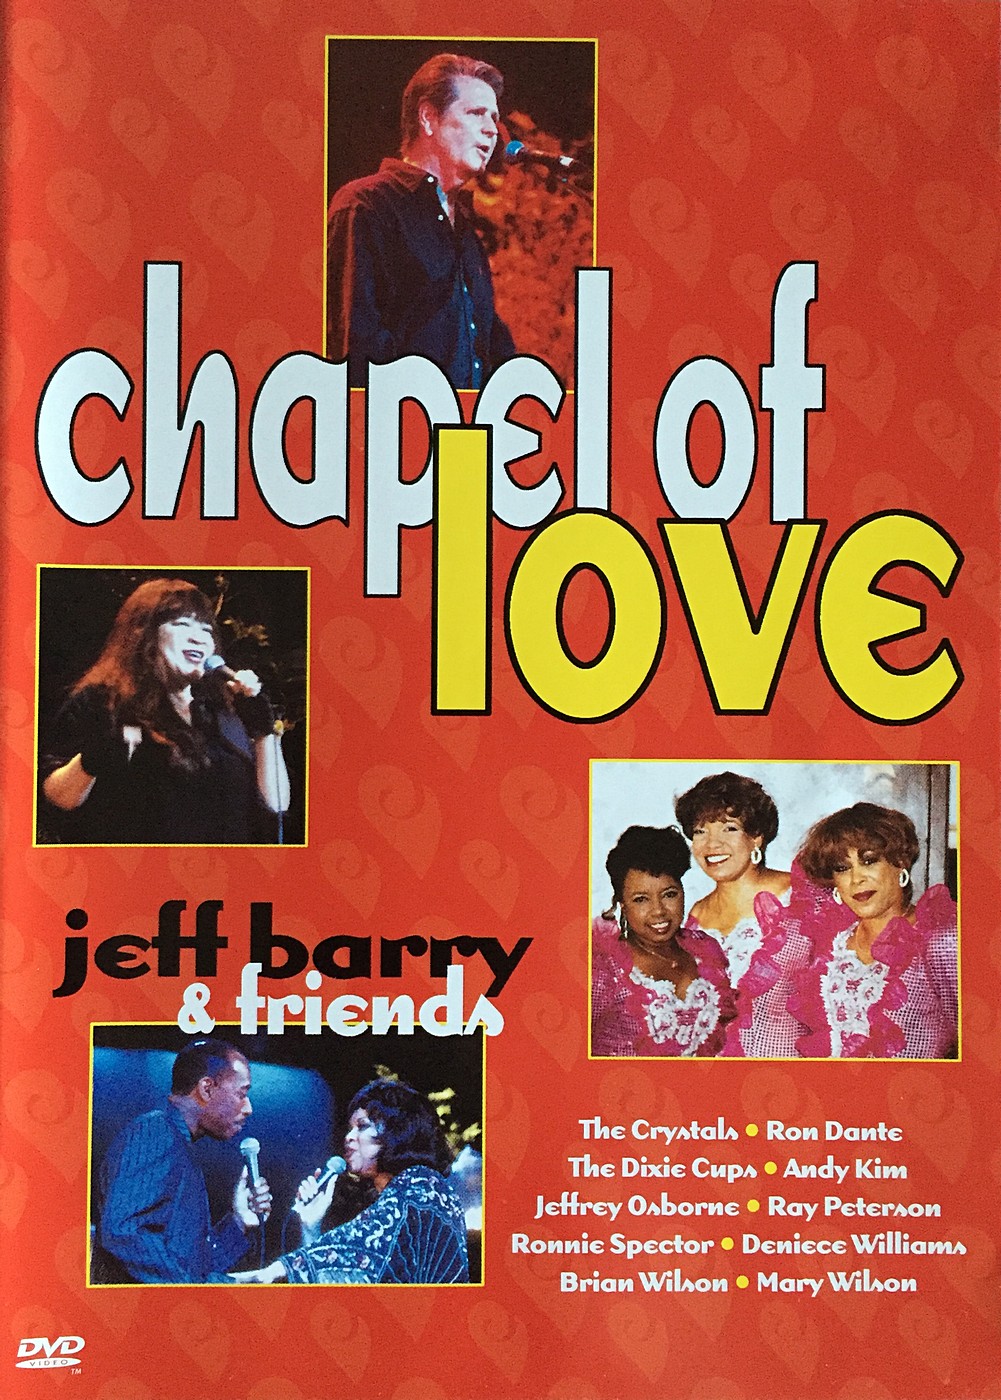 chapel of
love
jeff barry
& friends
The Crystals • Ron Dante
The Dixie Cups • Andy Kim
Jeffrey Osborne • Ray Peterson
Ronnie Spector • Deniece Williams
Brian Wilson • Mary Wilson
DVD
VIDEO
TM